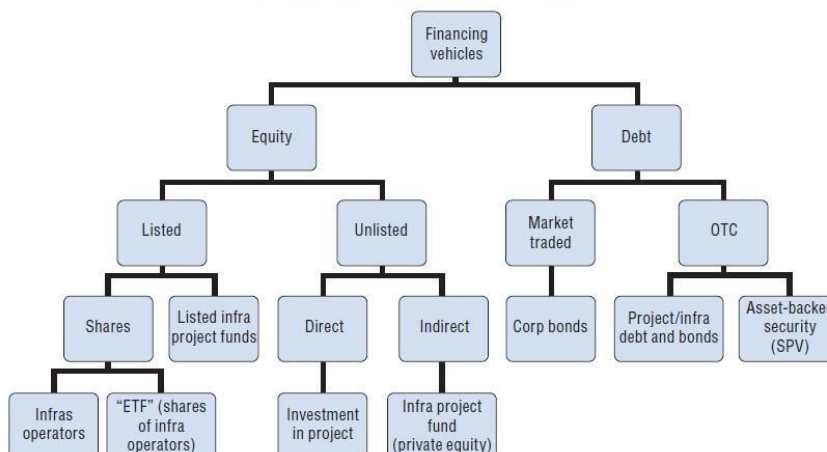 Financing
vehicles
Equity
Debt
Listed
Unlisted
Market
traded
OTC
Shares
Listed infra
project funds
Direct
Indirect
Corp bonds
Project/infra
debt and bonds
Asset-backed
security
(SPV)
Infras
operators
"ETF" (shares
of infra
operators)
Investment
in project
Infra project
fund
(private equity)